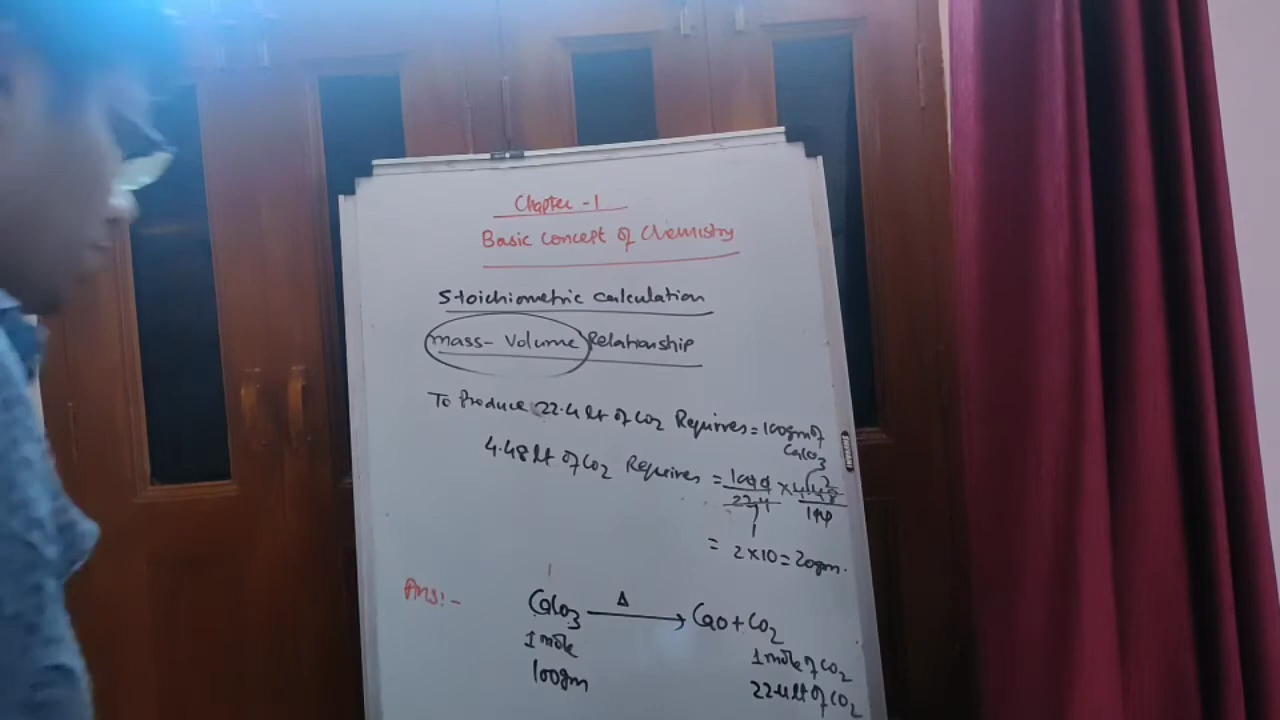 Chapter -1
Basic Concept of Chemistry
Stoichiometric calculation
mass- Volume Relationship
To Produce 22.4 lt of CO2 Requires = 100gm of CaCO3
4.48 lt of CO2 Requires = 100 / 22.4 × 4.48 / 100
= 2×10 = 20gm.
Ans:-
CaCO3 —Δ→ CaO + CO2
1 mole
1 mole of CO2
100gm
22.4 lt of CO2